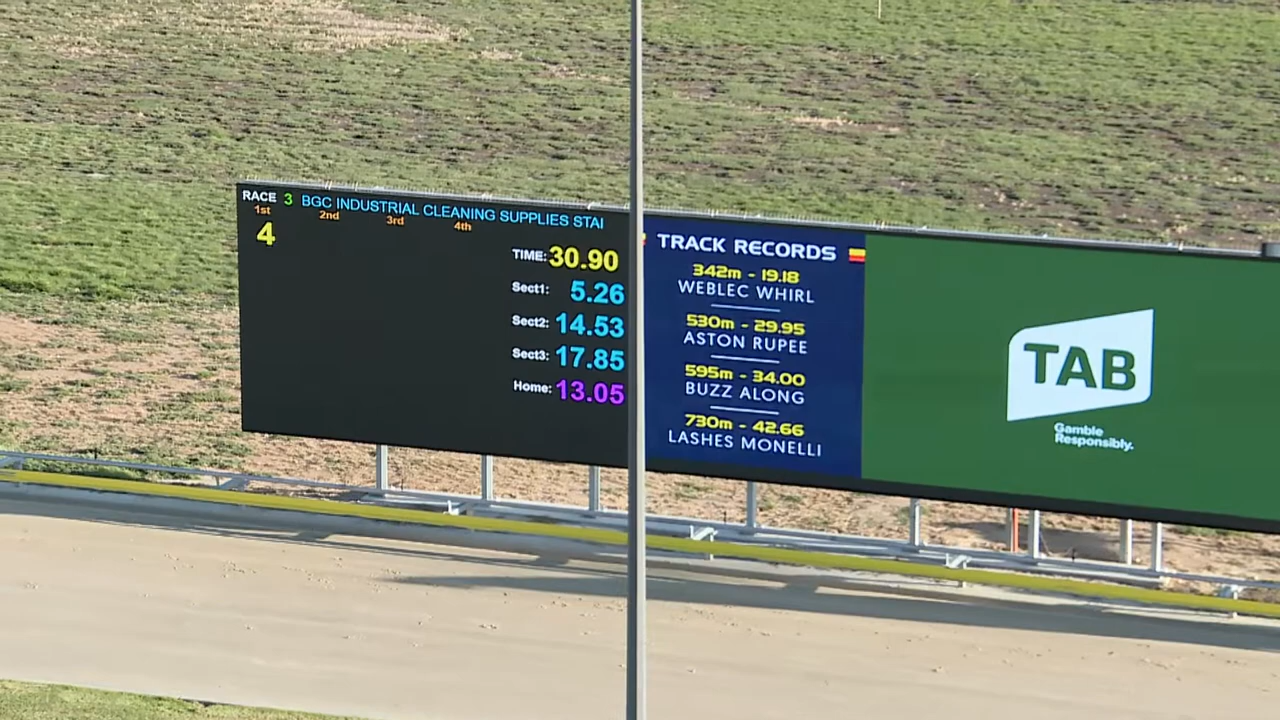 RACE 3 BGC INDUSTRIAL CLEANING SUPPLIES STAI
1st 2nd 3rd 4th
4
TIME: 30.90
Sect1: 5.26
Sect2: 14.53
Sect3: 17.85
Home: 13.05
TRACK RECORDS
342m - 19.18
WEBLEC WHIRL
530m - 29.95
ASTON RUPEE
595m - 34.00
BUZZ ALONG
730m - 42.66
LASHES MONELLI
TAB
Gamble
Responsibly.